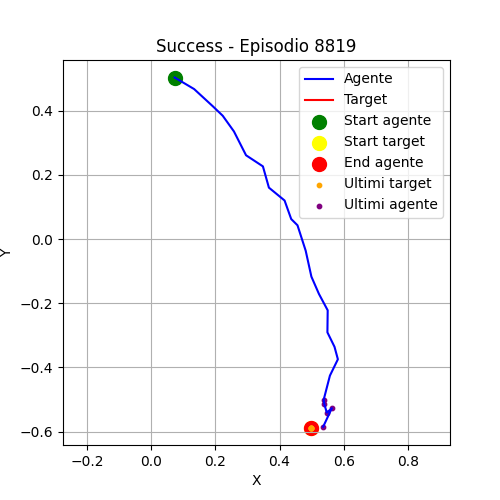 Success - Episodio 8819
Agente
Target
Start agente
Start target
End agente
Ultimi target
Ultimi agente
Y
0.4
0.2
0.0
−0.2
−0.4
−0.6
−0.2
0.0
0.2
0.4
0.6
0.8
X